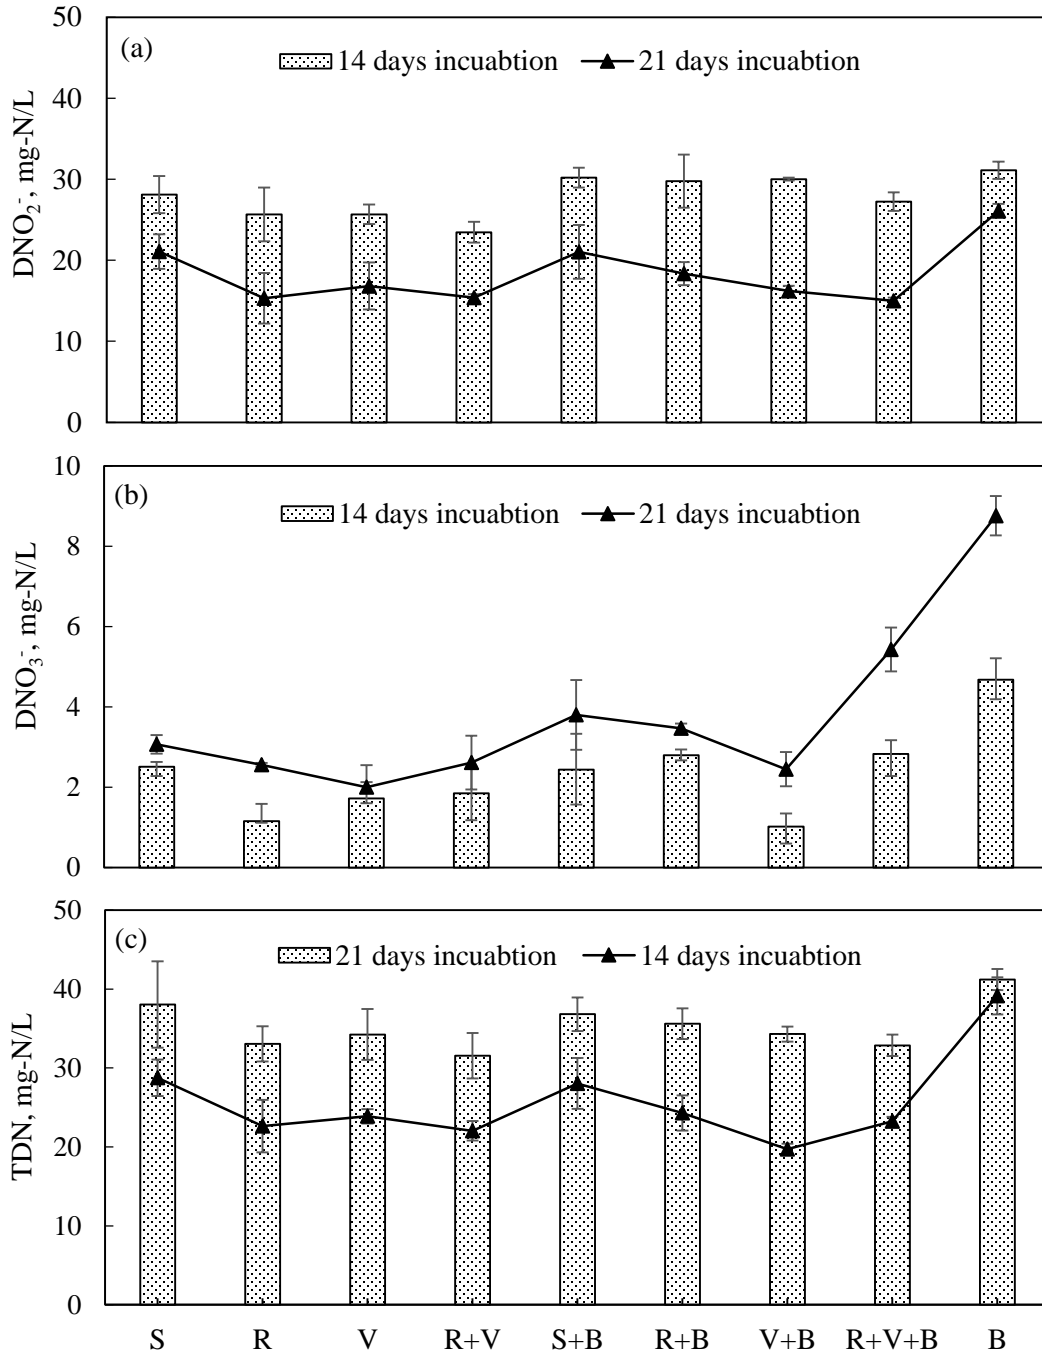 50
(a)
14 days incuabtion
21 days incuabtion
40
30
20
10
0
DNO₂⁻, mg-N/L
10
(b)
14 days incuabtion
21 days incuabtion
8
6
4
2
0
DNO₃⁻, mg-N/L
50
(c)
21 days incuabtion
14 days incuabtion
40
30
20
10
0
TDN, mg-N/L
S R V R+V S+B R+B V+B R+V+B B